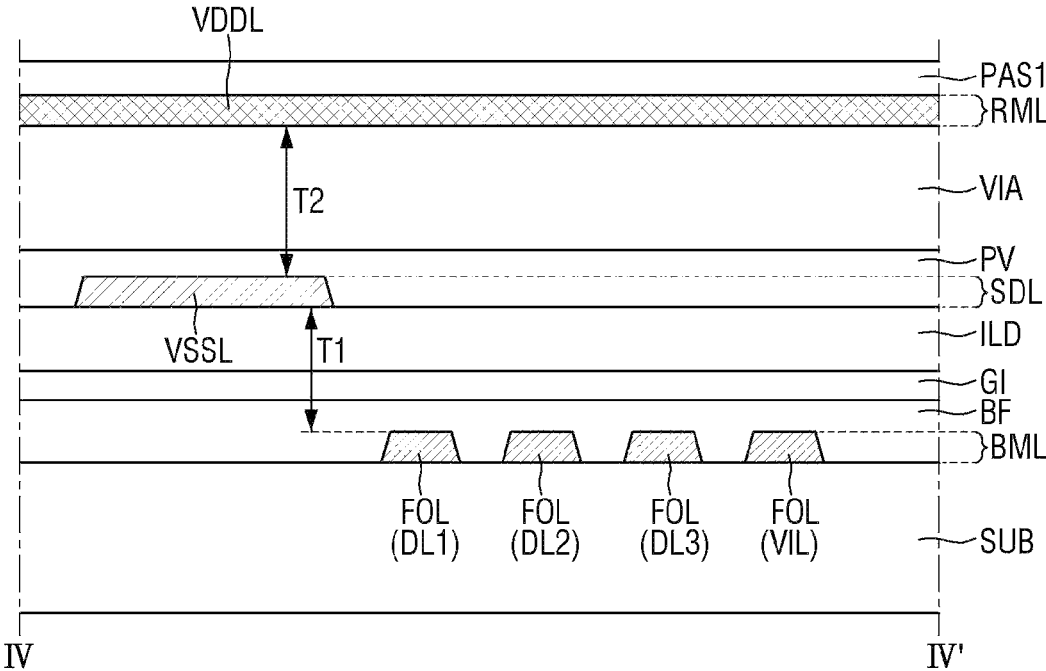 VDDL
PAS1
RML
VIA
T2
PV
SDL
VSSL
T1
ILD
GI
BF
BML
FOL
(DL1)
FOL
(DL2)
FOL
(DL3)
FOL
(VIL)
SUB
IV
IV'